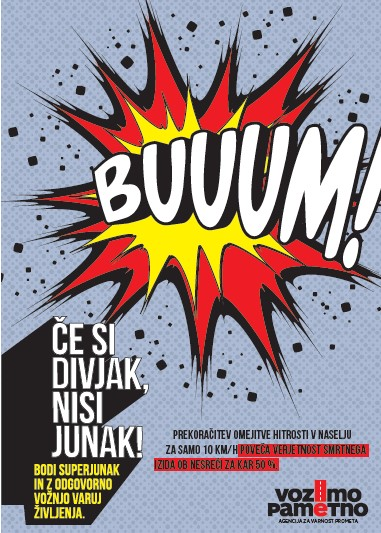 BUUUM!
ČE SI
DIVJAK,
NISI
JUNAK!
BODI SUPERJUNAK
IN Z ODGOVORNO
VOŽNJO VARUJ
ŽIVLJENJA.
PREKORAČITEV OMEJITVE HITROSTI V NASELJU
ZA SAMO 10 KM/H POVEČA VERJETNOST SMRTNEGA
IZIDA OB NESREČI ZA KAR 50 %.
vozimo
pametno
AGENCIJA ZA VARNOST PROMETA